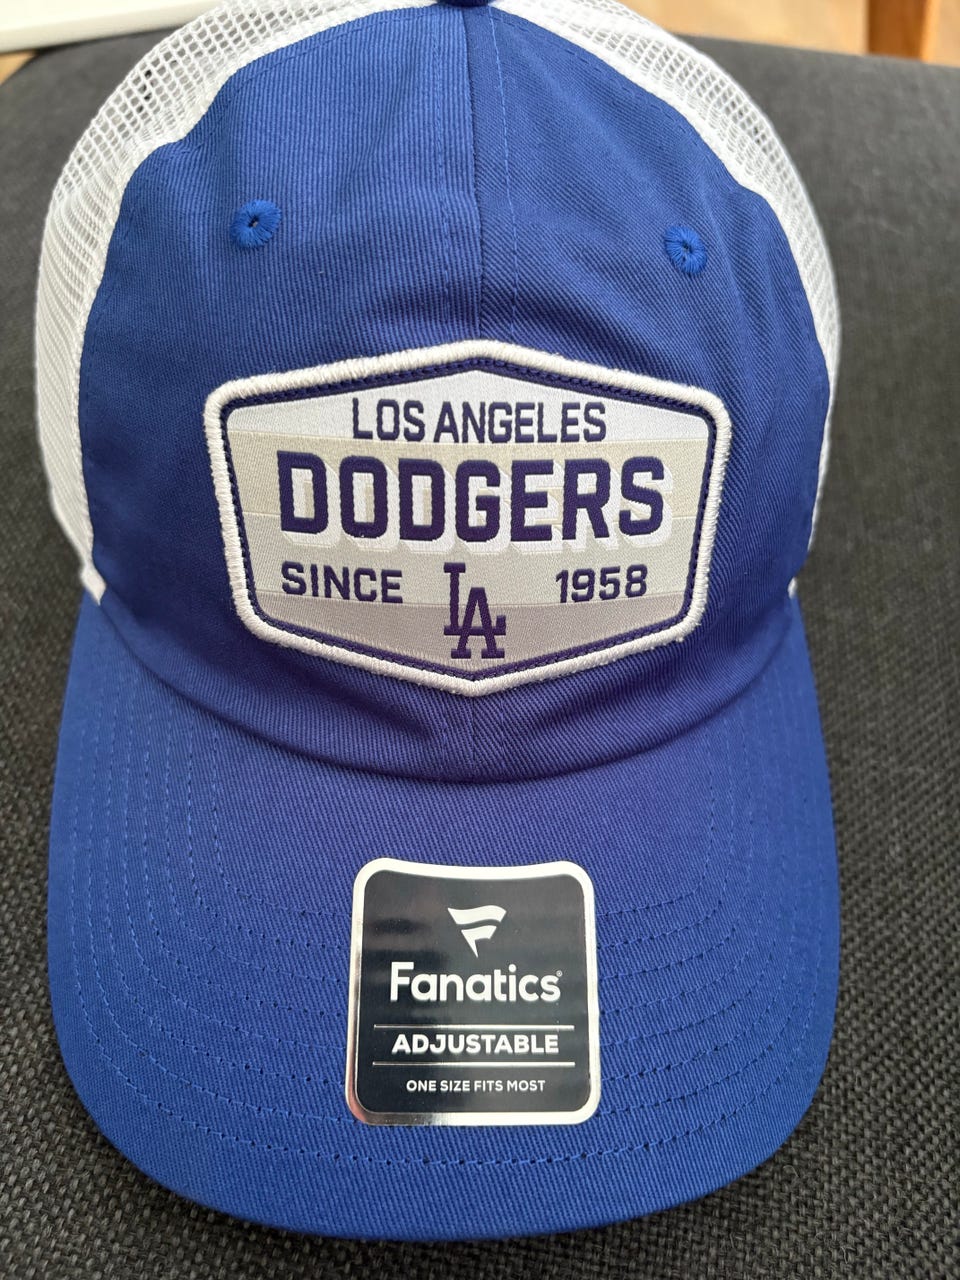 LOS ANGELES
DODGERS
SINCE LA 1958
Fanatics®
ADJUSTABLE
ONE SIZE FITS MOST